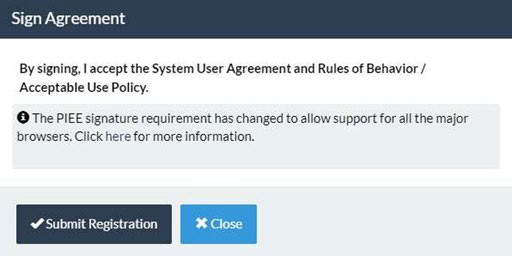 Sign Agreement
By signing, I accept the System User Agreement and Rules of Behavior /
Acceptable Use Policy.
The PIEE signature requirement has changed to allow support for all the major
browsers. Click here for more information.
Submit Registration
Close